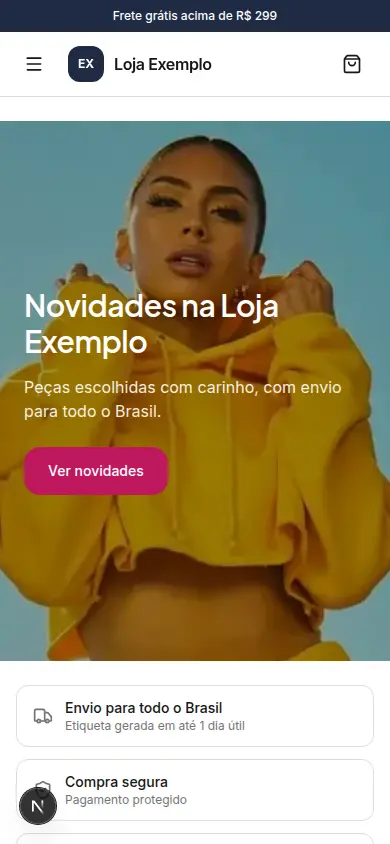 Frete grátis acima de R$ 299
EX
Loja Exemplo
Novidades na Loja
Exemplo
Peças escolhidas com carinho, com envio
para todo o Brasil.
Ver novidades
Envio para todo o Brasil
Etiqueta gerada em até 1 dia útil
Compra segura
Pagamento protegido
N